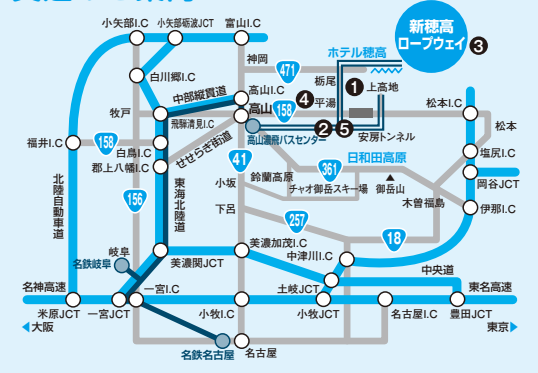 小矢部I.C
小矢部砺波JCT
富山I.C
新穂高
ロープウェイ
❸
ホテル穂高
神岡
471
栃尾
❶
上高地
白川郷I.C
中部縦貫道
高山I.C
❹
平湯
高山
158
松本I.C
牧戸
飛騨清見I.C
高山濃飛バスセンター
❷
❺
安房トンネル
松本
福井I.C
158
白鳥I.C
せせらぎ街道
41
日和田高原
361
塩尻I.C
郡上八幡I.C
小坂
鈴蘭高原
チャオ御岳スキー場
御岳山
岡谷JCT
北陸自動車道
156
東海北陸道
木曽福島
下呂
伊那I.C
257
18
岐阜
名鉄岐阜
美濃関JCT
美濃加茂I.C
中津川I.C
中央道
名神高速
一宮I.C
土岐JCT
東名高速
米原JCT
一宮JCT
小牧I.C
小牧JCT
名古屋I.C
豊田JCT
大阪
東京
名鉄名古屋
名古屋